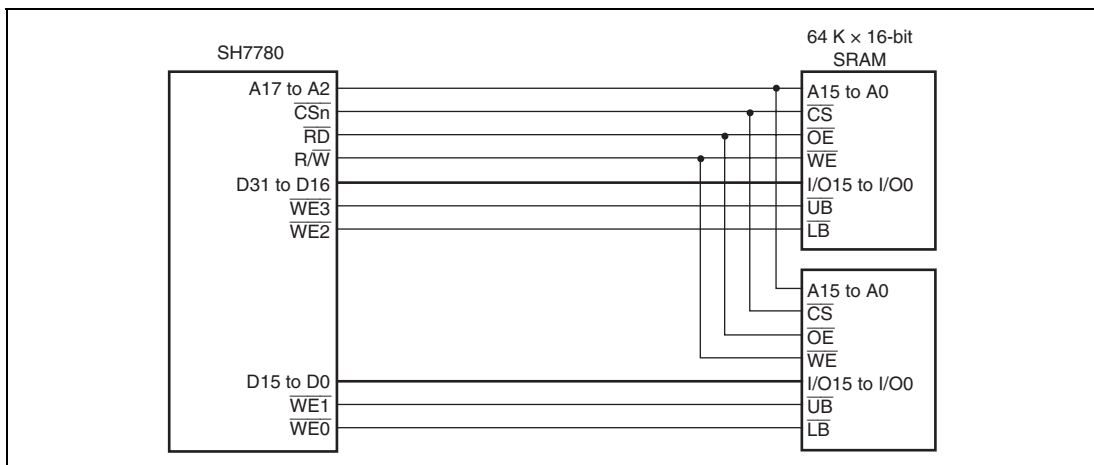 SH7780
A17 to A2
CSn
RD
R/W
D31 to D16
WE3
WE2
D15 to D0
WE1
WE0
64 K × 16-bit
SRAM
A15 to A0
CS
OE
WE
I/O15 to I/O0
UB
LB
A15 to A0
CS
OE
WE
I/O15 to I/O0
UB
LB